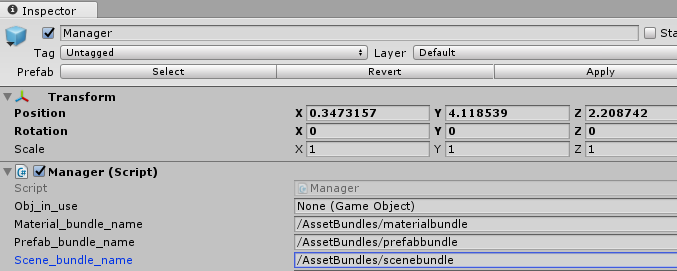 Inspector
Manager
Tag Untagged Layer Default
Prefab Select Revert Apply
Transform
Position X 0.3473157 Y 4.118539 Z 2.208742
Rotation X 0 Y 0 Z 0
Scale X 1 Y 1 Z 1
Manager (Script)
Script Manager
Obj_in_use None (Game Object)
Material_bundle_name /AssetBundles/materialbundle
Prefab_bundle_name /AssetBundles/prefabbundle
Scene_bundle_name /AssetBundles/scenebundle